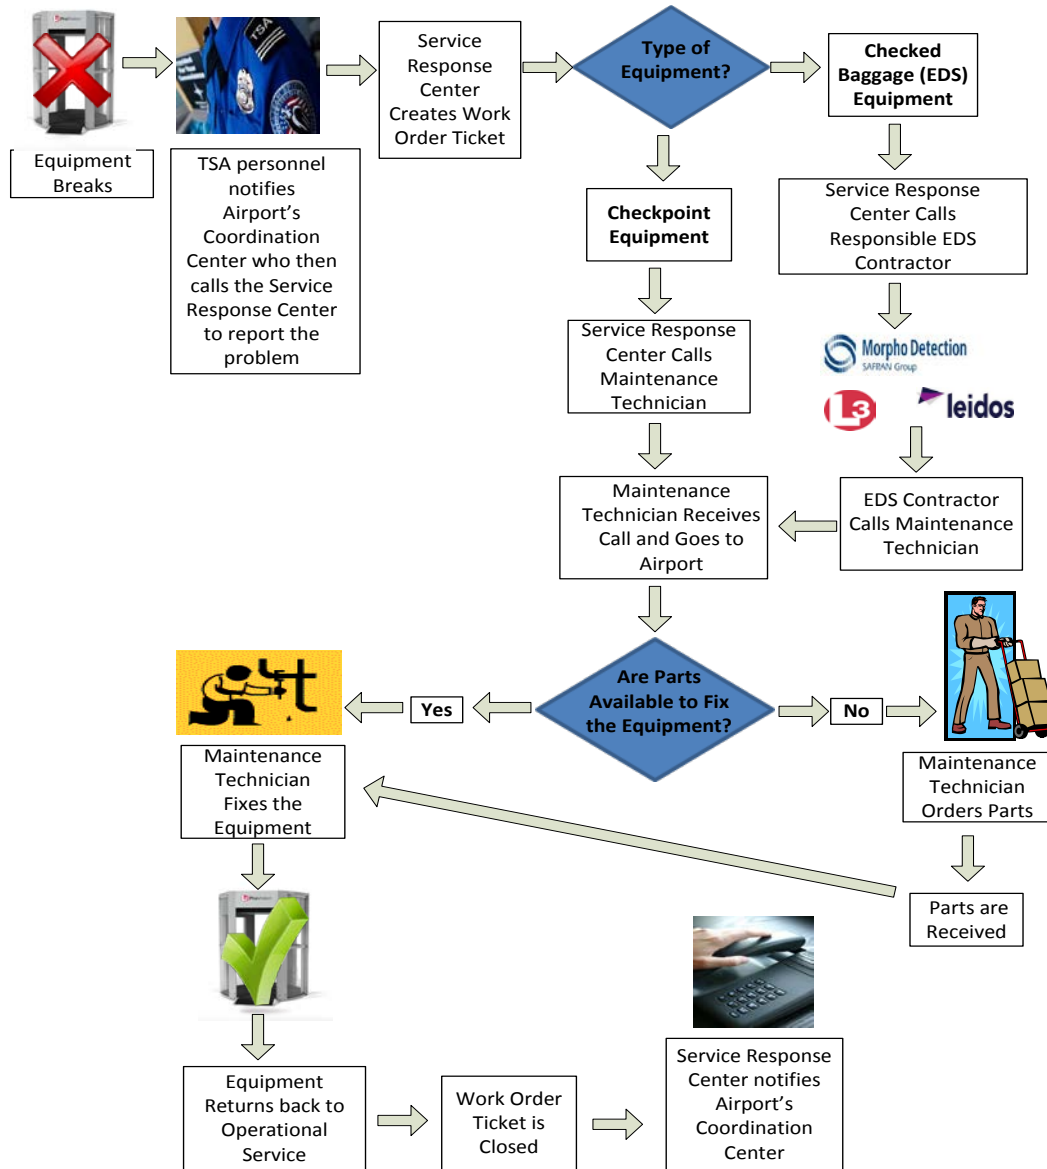 Equipment
Breaks
TSA
TSA personnel
notifies
Airport's
Coordination
Center who then
calls the Service
Response Center
to report the
problem
Service
Response
Center
Creates Work
Order Ticket
Type of
Equipment?
Checked
Baggage (EDS)
Equipment
Checkpoint
Equipment
Service Response
Center Calls
Responsible EDS
Contractor
Morpho Detection
SAFRAN Group
L3
leidos
Service Response
Center Calls
Maintenance
Technician
Maintenance
Technician Receives
Call and Goes to
Airport
EDS Contractor
Calls Maintenance
Technician
Are Parts
Available to Fix
the Equipment?
Yes
No
Maintenance
Technician
Fixes the
Equipment
Maintenance
Technician
Orders Parts
Parts are
Received
Equipment
Returns back to
Operational
Service
Work Order
Ticket is
Closed
Service Response
Center notifies
Airport's
Coordination
Center